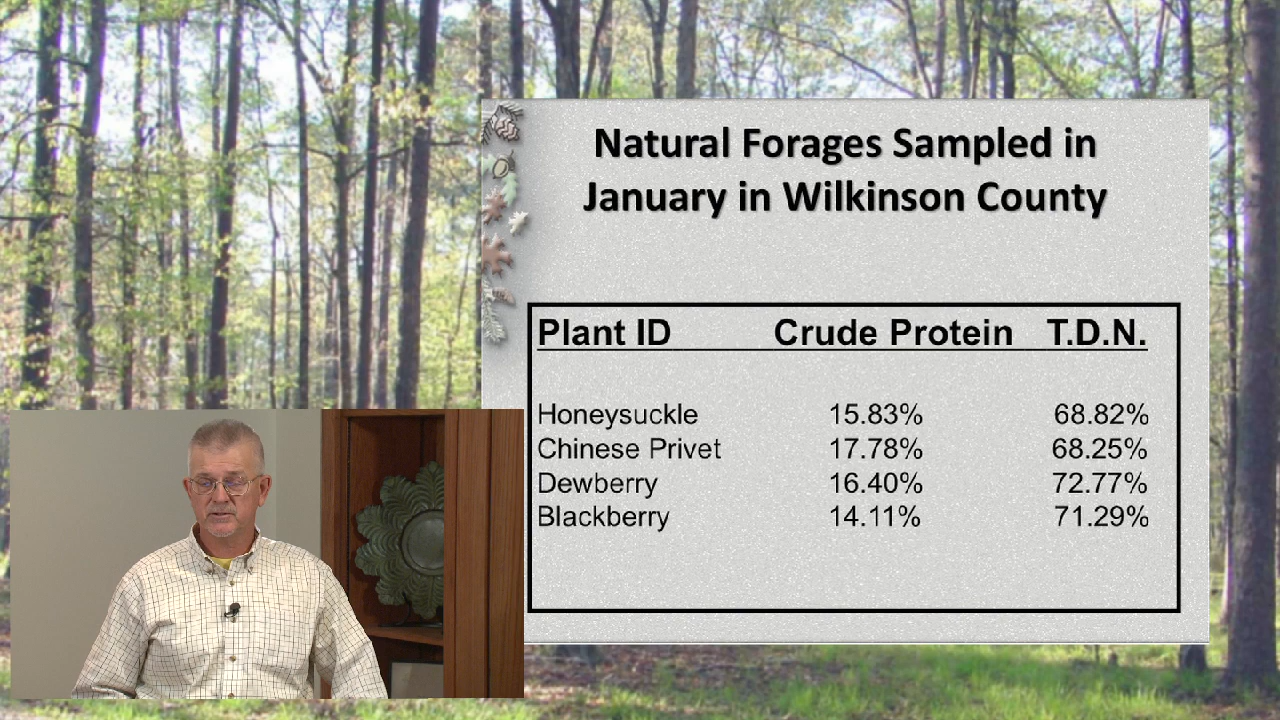 Natural Forages Sampled in
January in Wilkinson County
Plant ID Crude Protein T.D.N.
Honeysuckle 15.83% 68.82%
Chinese Privet 17.78% 68.25%
Dewberry 16.40% 72.77%
Blackberry 14.11% 71.29%